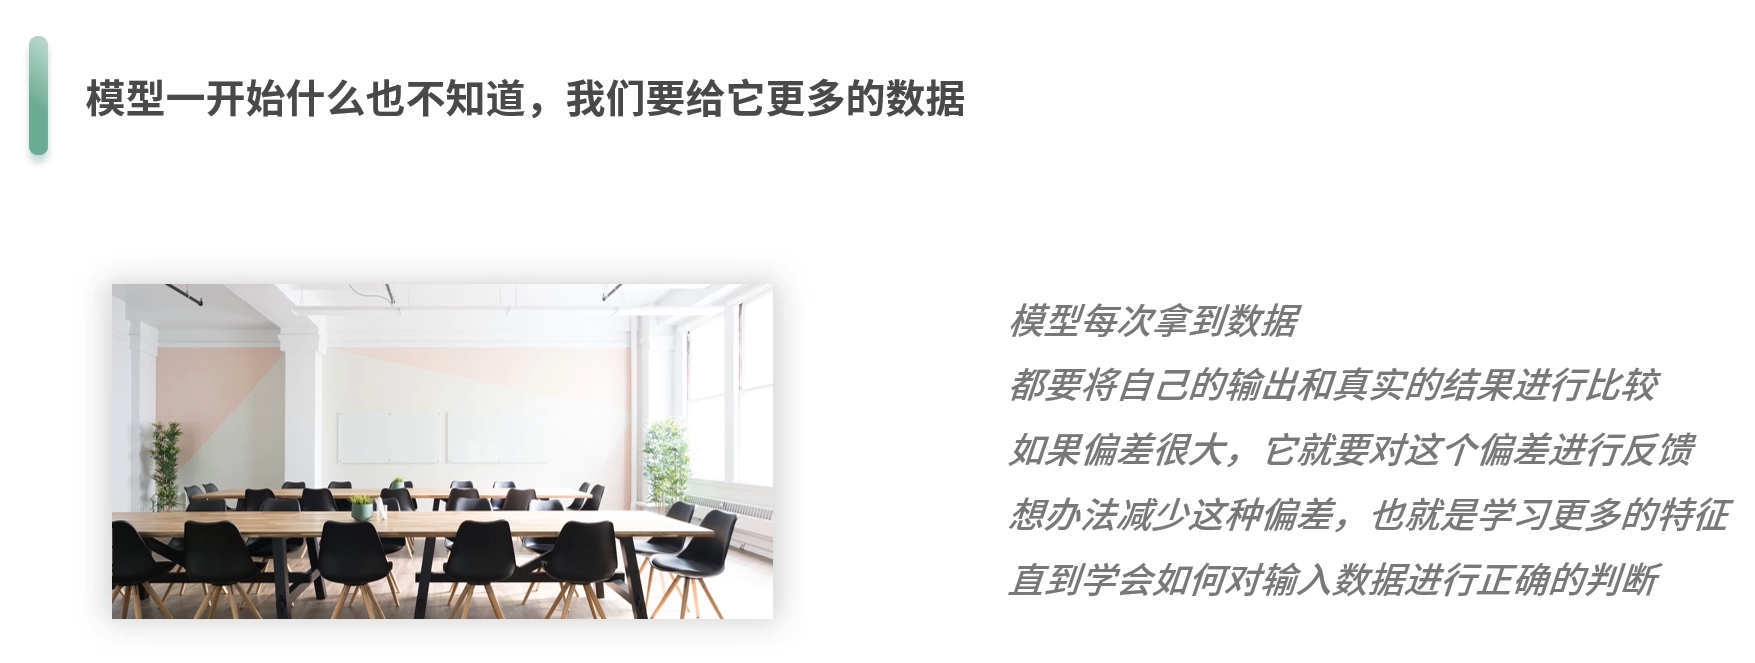 模型一开始什么也不知道，我们要给它更多的数据
模型每次拿到数据
都要将自己的输出和真实的结果进行比较
如果偏差很大，它就要对这个偏差进行反馈
想办法减少这种偏差，也就是学习更多的特征
直到学会如何对输入数据进行正确的判断